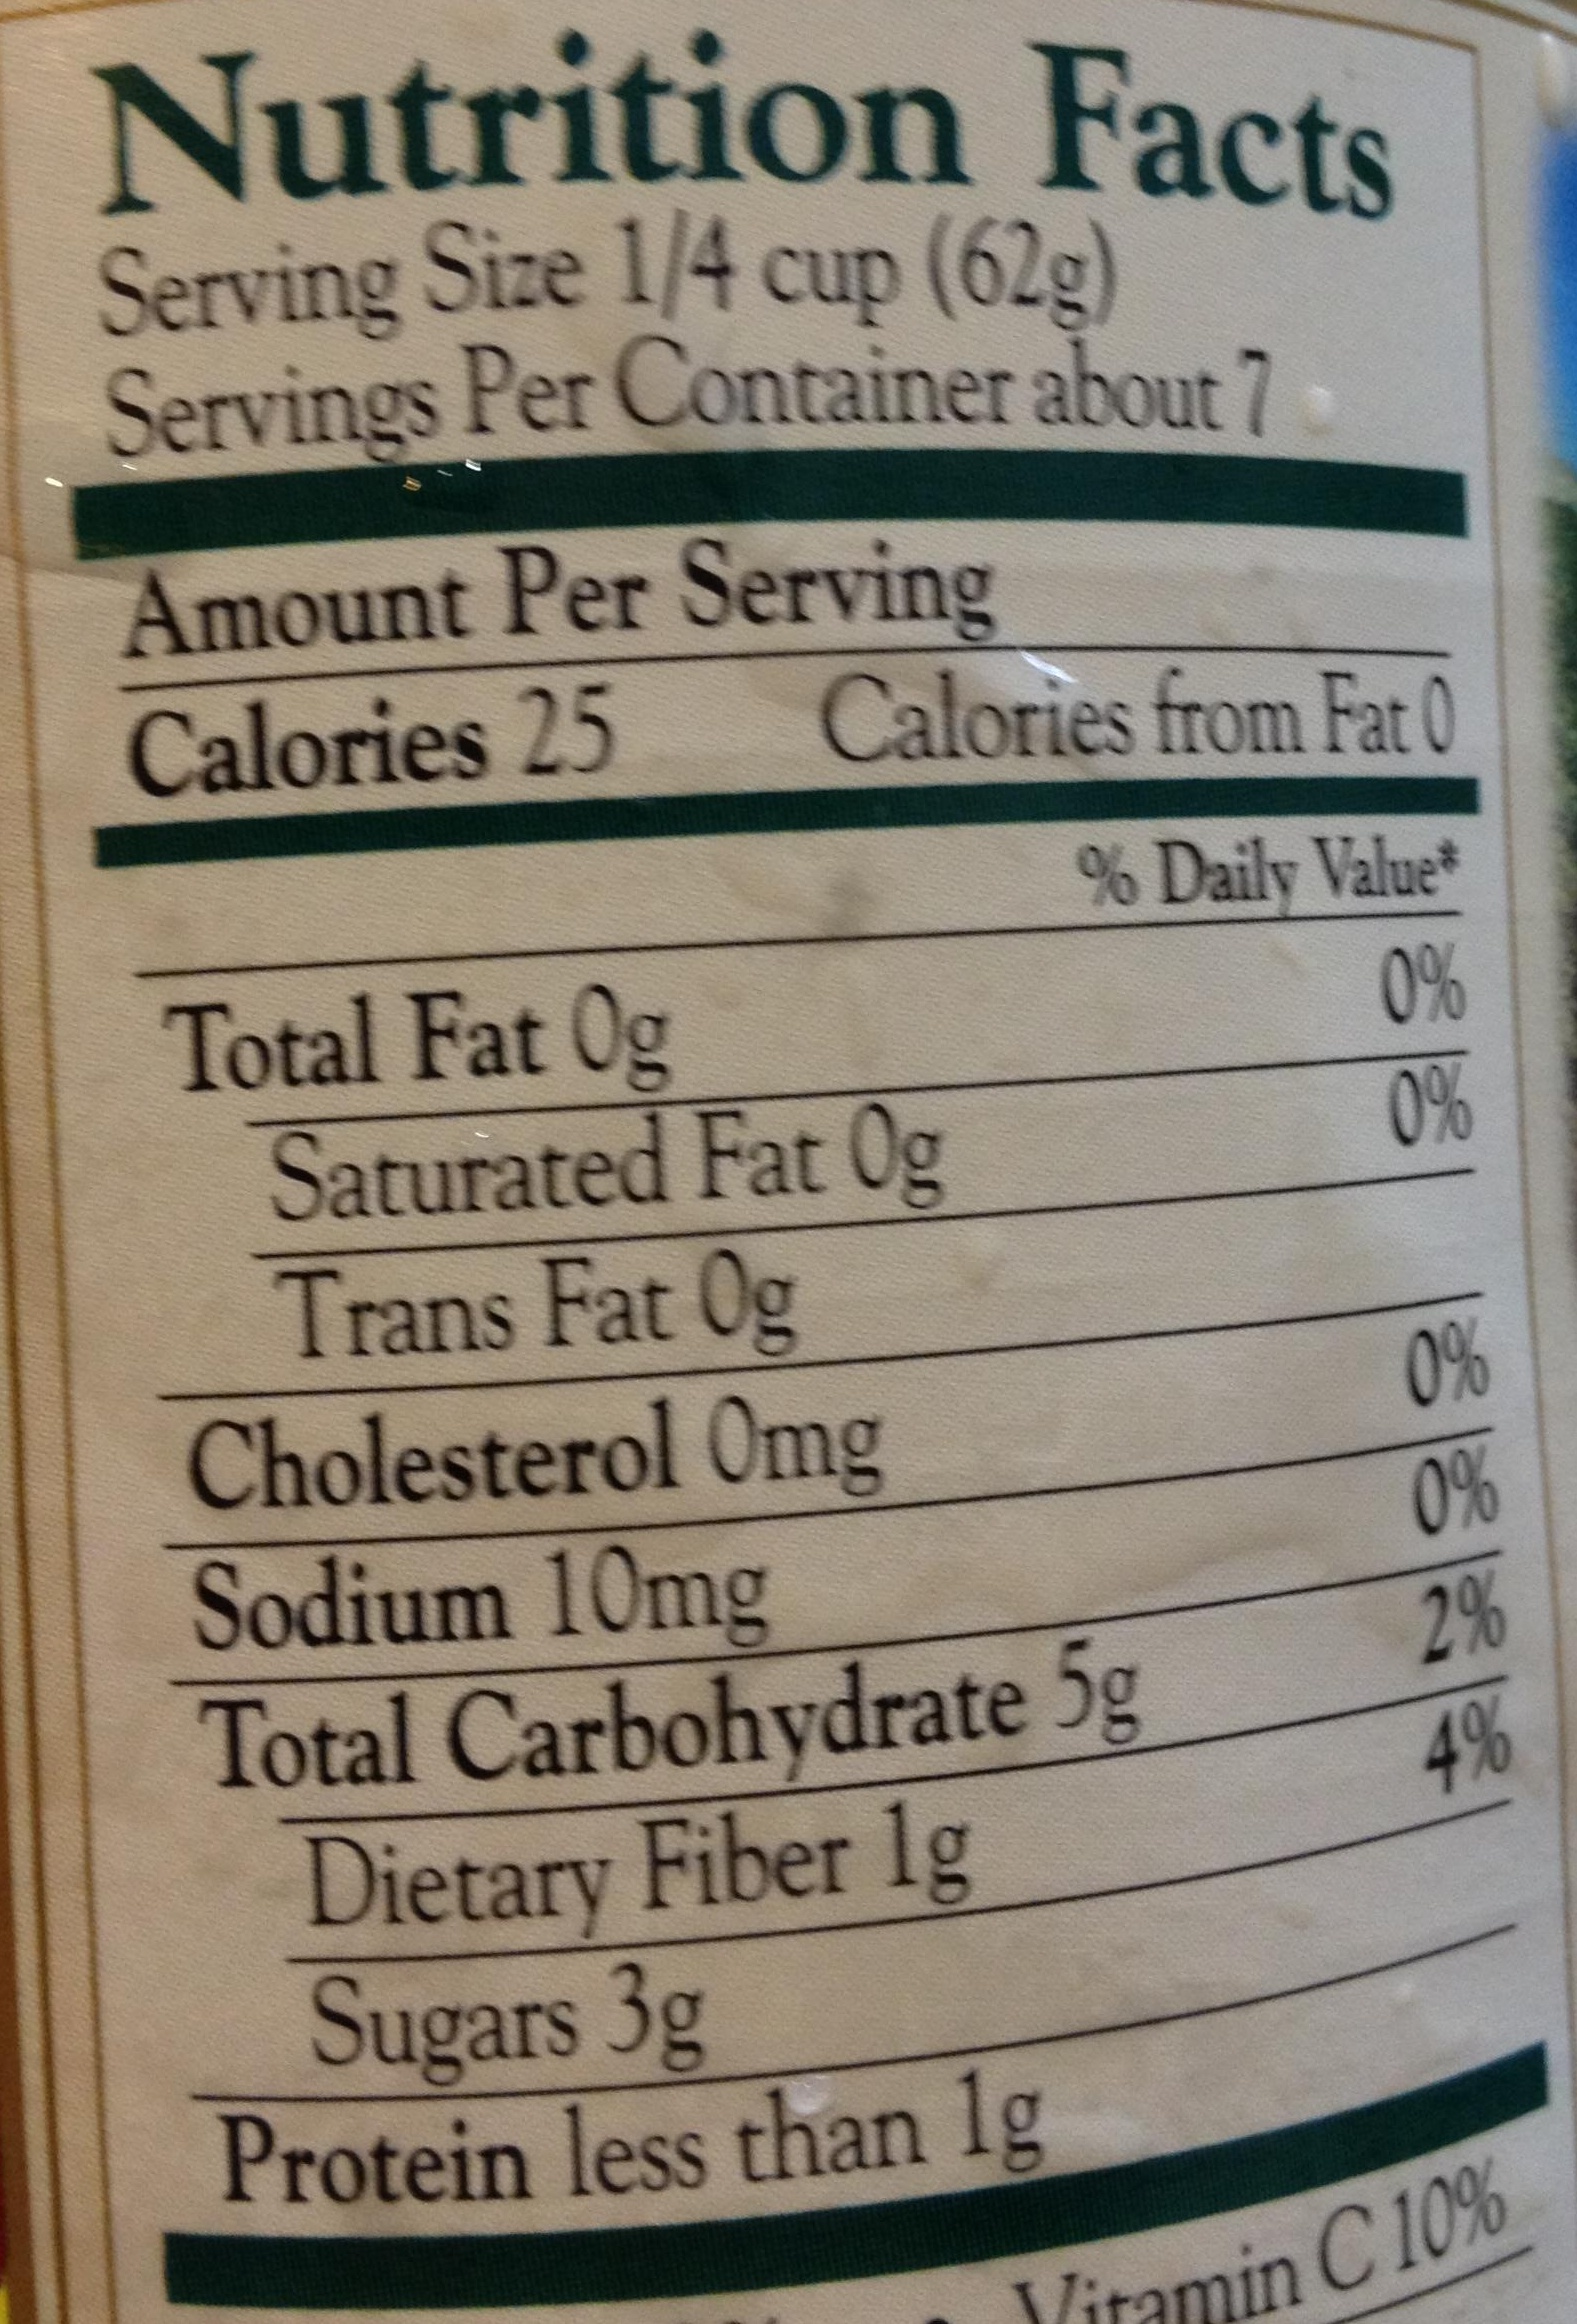 Nutrition Facts
Serving Size 1/4 cup (62g)
Servings Per Container about 7
Amount Per Serving
Calories 25 Calories from Fat 0
% Daily Value*
Total Fat 0g 0%
Saturated Fat 0g 0%
Trans Fat 0g
Cholesterol 0mg 0%
Sodium 10mg 0%
Total Carbohydrate 5g 2%
Dietary Fiber 1g 4%
Sugars 3g
Protein less than 1g
• Vitamin C 10%